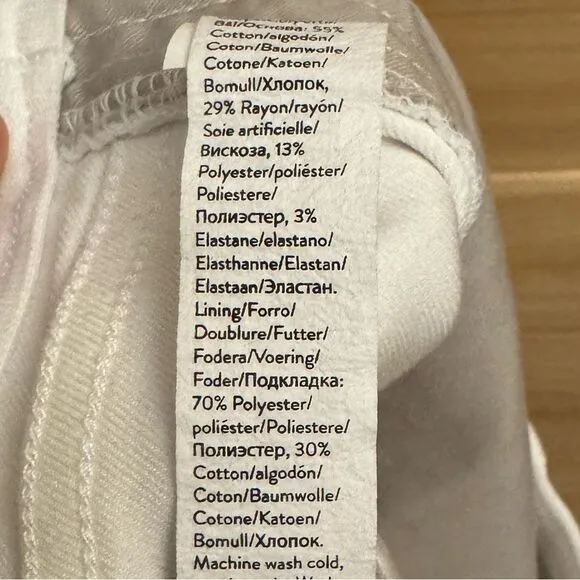 55%
Cotton/algodón/
Coton/Baumwolle/
Cotone/Katoen/
Bomull/Хлопок,
29% Rayon/rayón/
Soie artificielle/
Вискоза, 13%
Polyester/poliéster/
Poliestere/
Полиэстер, 3%
Elastane/elastano/
Elasthanne/Elastan/
Elastaan/Эластан.
Lining/Forro/
Doublure/Futter/
Fodera/Voering/
Foder/Подкладка:
70% Polyester/
poliéster/Poliestere/
Полиэстер, 30%
Cotton/algodón/
Coton/Baumwolle/
Cotone/Katoen/
Bomull/Хлопок.
Machine wash cold,